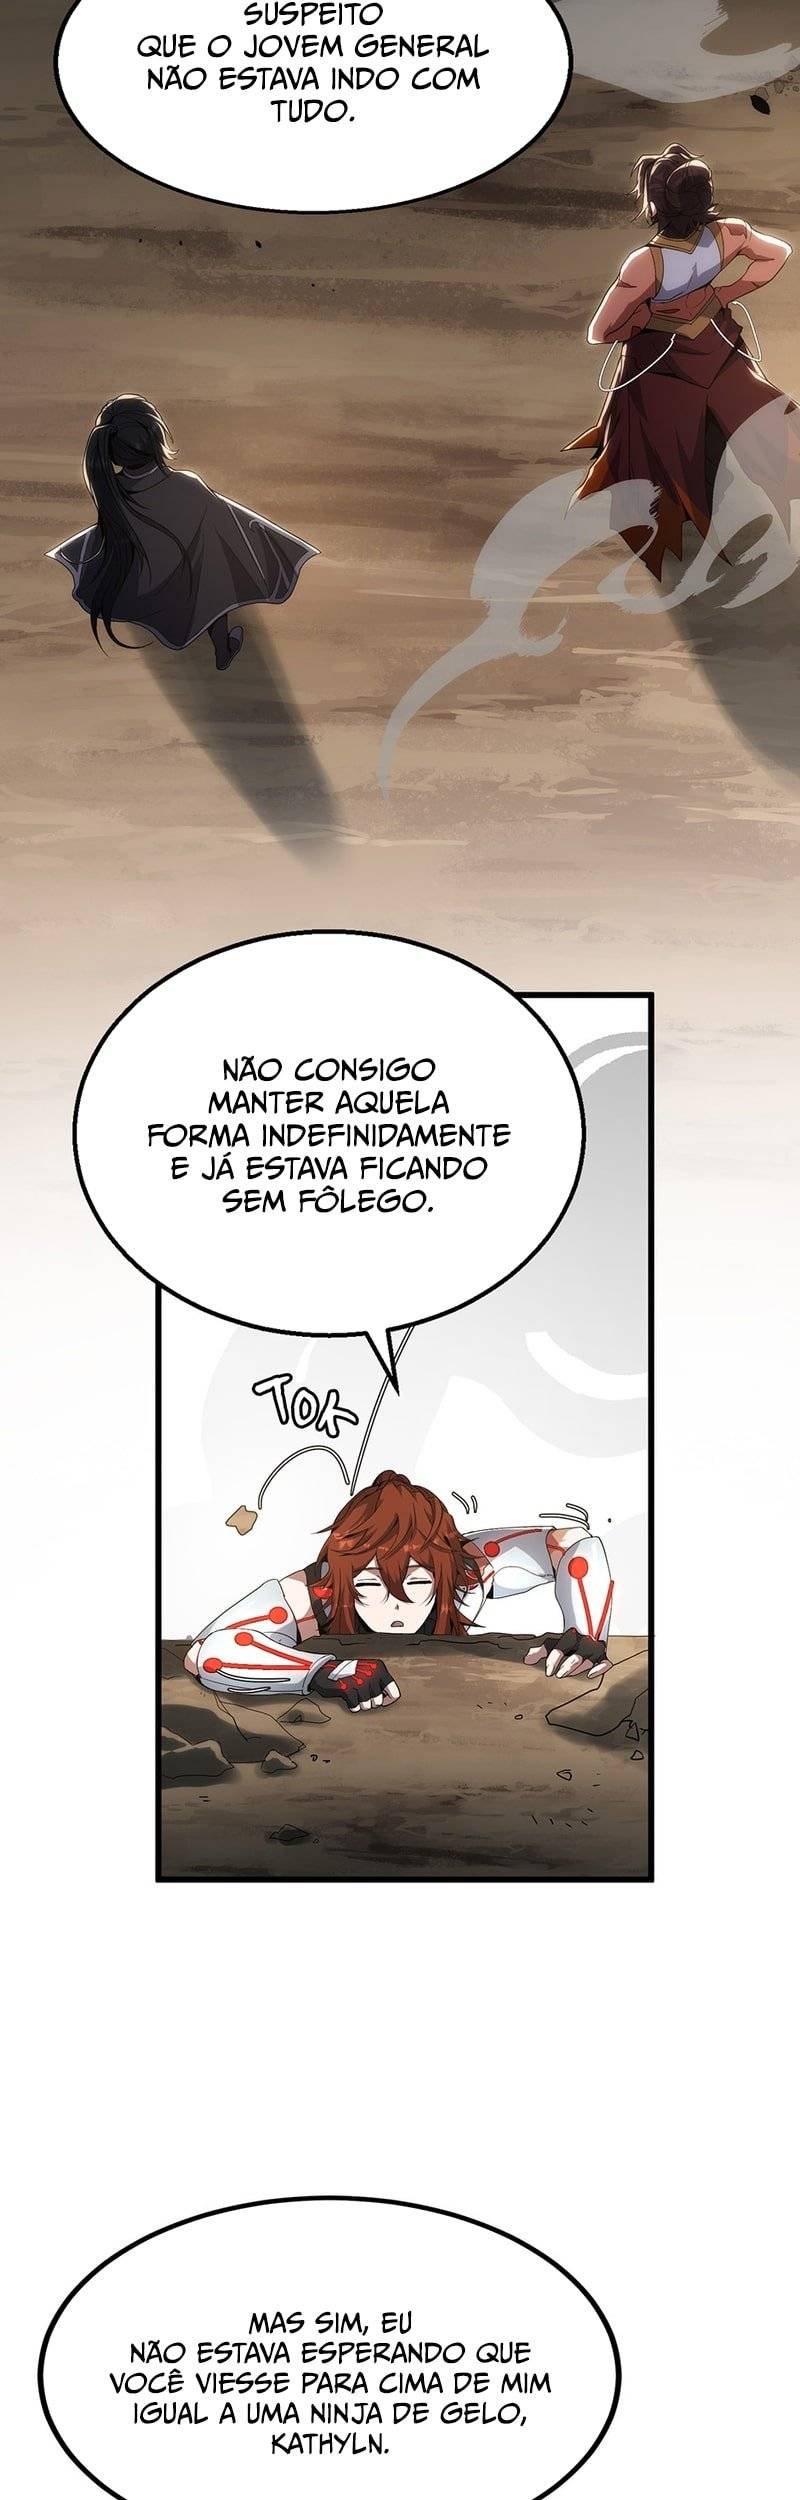 SUSPEITO
QUE O JOVEM GENERAL
NÃO ESTAVA INDO COM
TUDO.
NÃO CONSIGO
MANTER AQUELA
FORMA INDEFINIDAMENTE
E JÁ ESTAVA FICANDO
SEM FÔLEGO.
TOK
MAS SIM, EU
NÃO ESTAVA ESPERANDO QUE
VOCÊ VIESSE PARA CIMA DE MIM
IGUAL A UMA NINJA DE GELO,
KATHYLN.